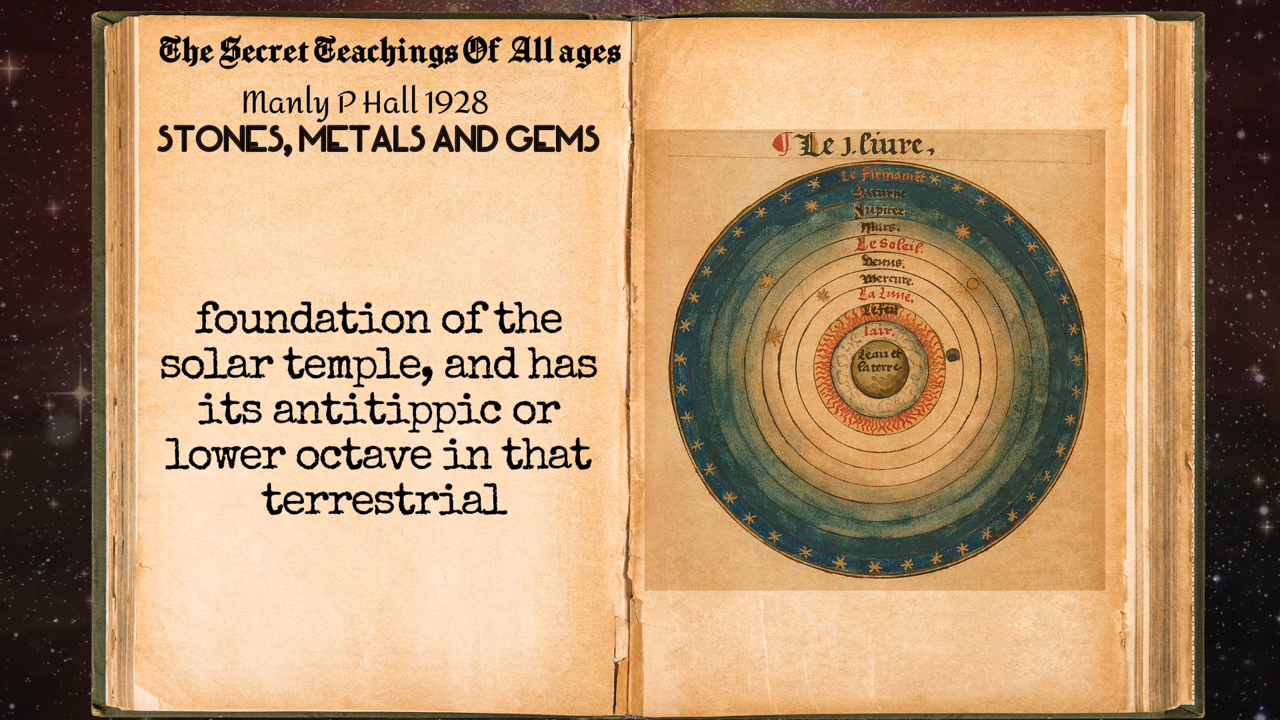 The Secret Teachings Of All ages
Manly P Hall 1928
STONES, METALS AND GEMS
foundation of the
solar temple, and has
its antitippic or
lower octave in that
terrestrial
¶ Le j. liure.
Le firmamēt
Saturne
Jupiter
Mars.
Le soleil.
Venus.
Mercure.
La Lune.
Le feu
lair.
Leau et
la terre